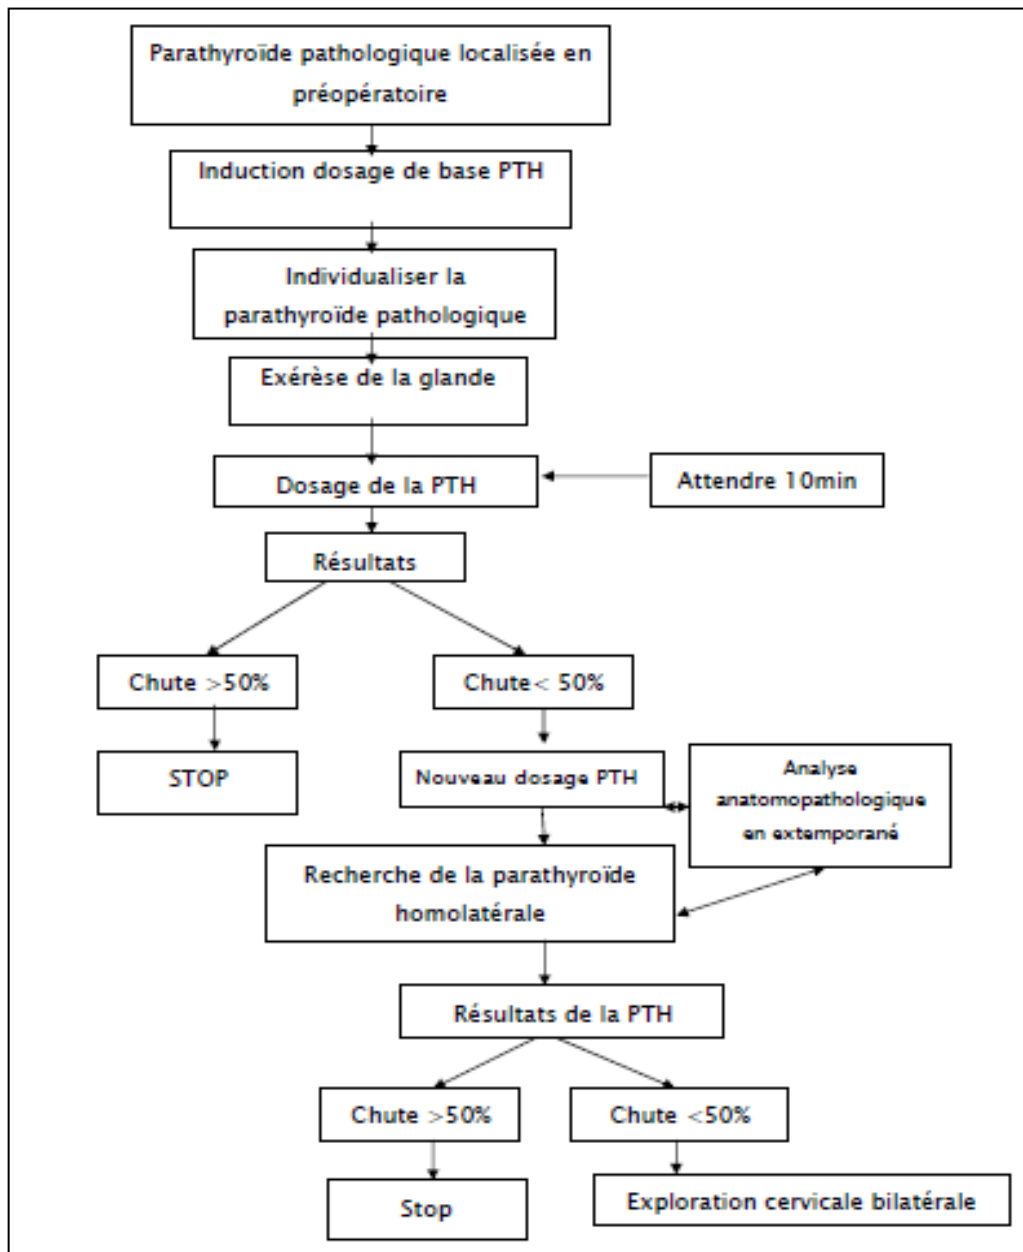 Parathyroïde pathologique localisée en
préopératoire
Induction dosage de base PTH
Individualiser la
parathyroïde pathologique
Exérèse de la glande
Dosage de la PTH
Attendre 10min
Résultats
Chute >50%
Chute< 50%
STOP
Nouveau dosage PTH
Analyse
anatomopathologique
en extemporané
Recherche de la parathyroïde
homolatérale
Résultats de la PTH
Chute >50%
Chute <50%
Stop
Exploration cervicale bilatérale